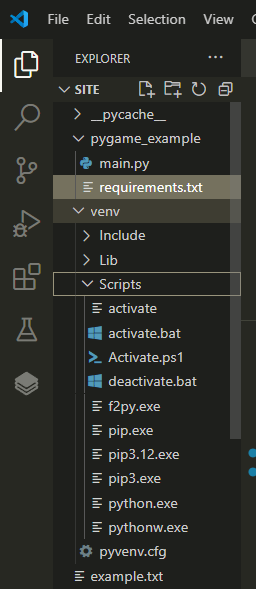 File Edit Selection View
EXPLORER
SITE
__pycache__
pygame_example
main.py
requirements.txt
venv
Include
Lib
Scripts
activate
activate.bat
Activate.ps1
deactivate.bat
f2py.exe
pip.exe
pip3.12.exe
pip3.exe
python.exe
pythonw.exe
pyvenv.cfg
example.txt